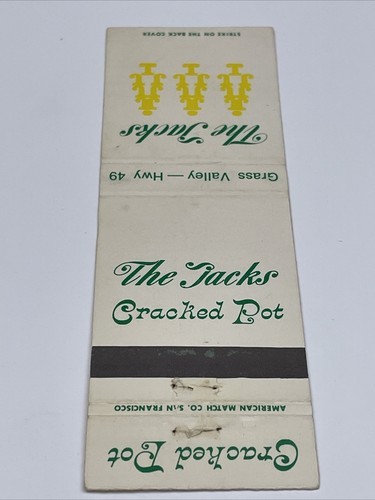 STRIKE ON THE BACK COVER
The Jacks
Grass Valley — Hwy 49
The Jacks
Cracked Pot
AMERICAN MATCH CO. SAN FRANCISCO
Cracked Pot